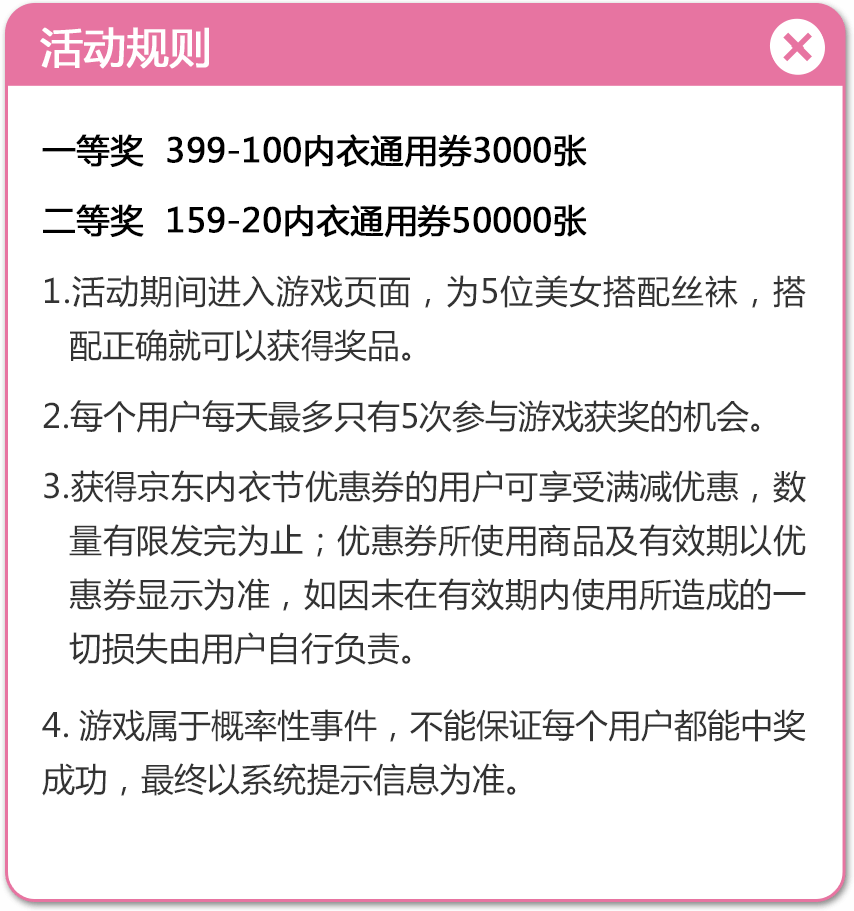 活动规则
一等奖 399-100内衣通用券3000张
二等奖 159-20内衣通用券50000张
1.活动期间进入游戏页面，为5位美女搭配丝袜，搭
配正确就可以获得奖品。
2.每个用户每天最多只有5次参与游戏获奖的机会。
3.获得京东内衣节优惠券的用户可享受满减优惠，数
量有限发完为止；优惠券所使用商品及有效期以优
惠券显示为准，如因未在有效期内使用所造成的一
切损失由用户自行负责。
4. 游戏属于概率性事件，不能保证每个用户都能中奖
成功，最终以系统提示信息为准。